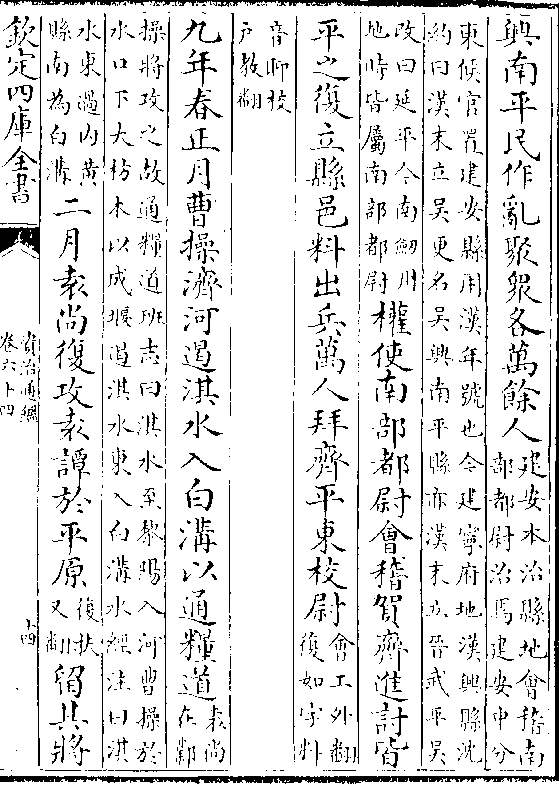 興南平民作亂聚衆各萬餘人建安本治縣地會稽南
部都尉治焉建安中分
東候官置建安縣用漢年號也今建寧府地漢興縣沈
約曰漢末立吳更名吳興南平縣亦漢末立晉武平吳
改曰延平今南劒州
地時皆屬南部都尉權使南部都尉會稽賀齊進討皆
平之復立縣邑料出兵萬人拜齊平東校尉會工外翻
復如字料
音聊校
户教翻
九年春正月曹操濟河遏淇水入白溝以通糧道袁尚
在鄴
操將攻之故通糧道班志曰淇水至黎陽入河曹操於
水口下大枋木以成堰遏淇水東入白溝水經注曰淇
水東過内黄
縣南為白溝二月袁尚復攻袁譚於平原復扶
又翻留其將
欽定四庫全書
資治通鑑
卷六十四
十四